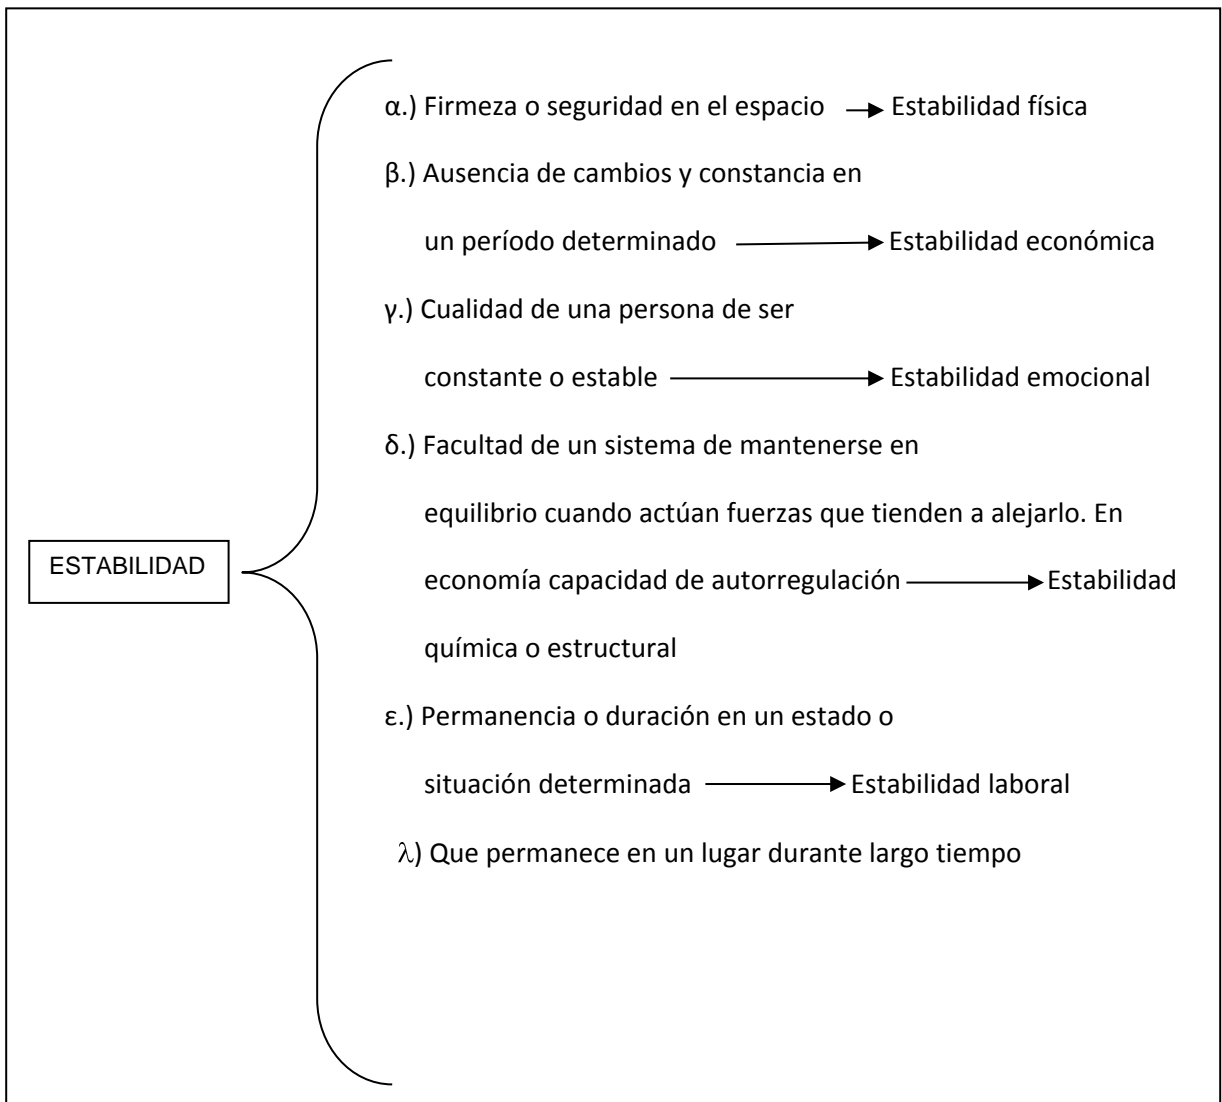 α.) Firmeza o seguridad en el espacio Estabilidad física
β.) Ausencia de cambios y constancia en
un período determinado Estabilidad económica
γ.) Cualidad de una persona de ser
constante o estable Estabilidad emocional
δ.) Facultad de un sistema de mantenerse en
equilibrio cuando actúan fuerzas que tienden a alejarlo. En
ESTABILIDAD
economía capacidad de autorregulación Estabilidad
química o estructural
ε.) Permanencia o duración en un estado o
situación determinada Estabilidad laboral
λ) Que permanece en un lugar durante largo tiempo